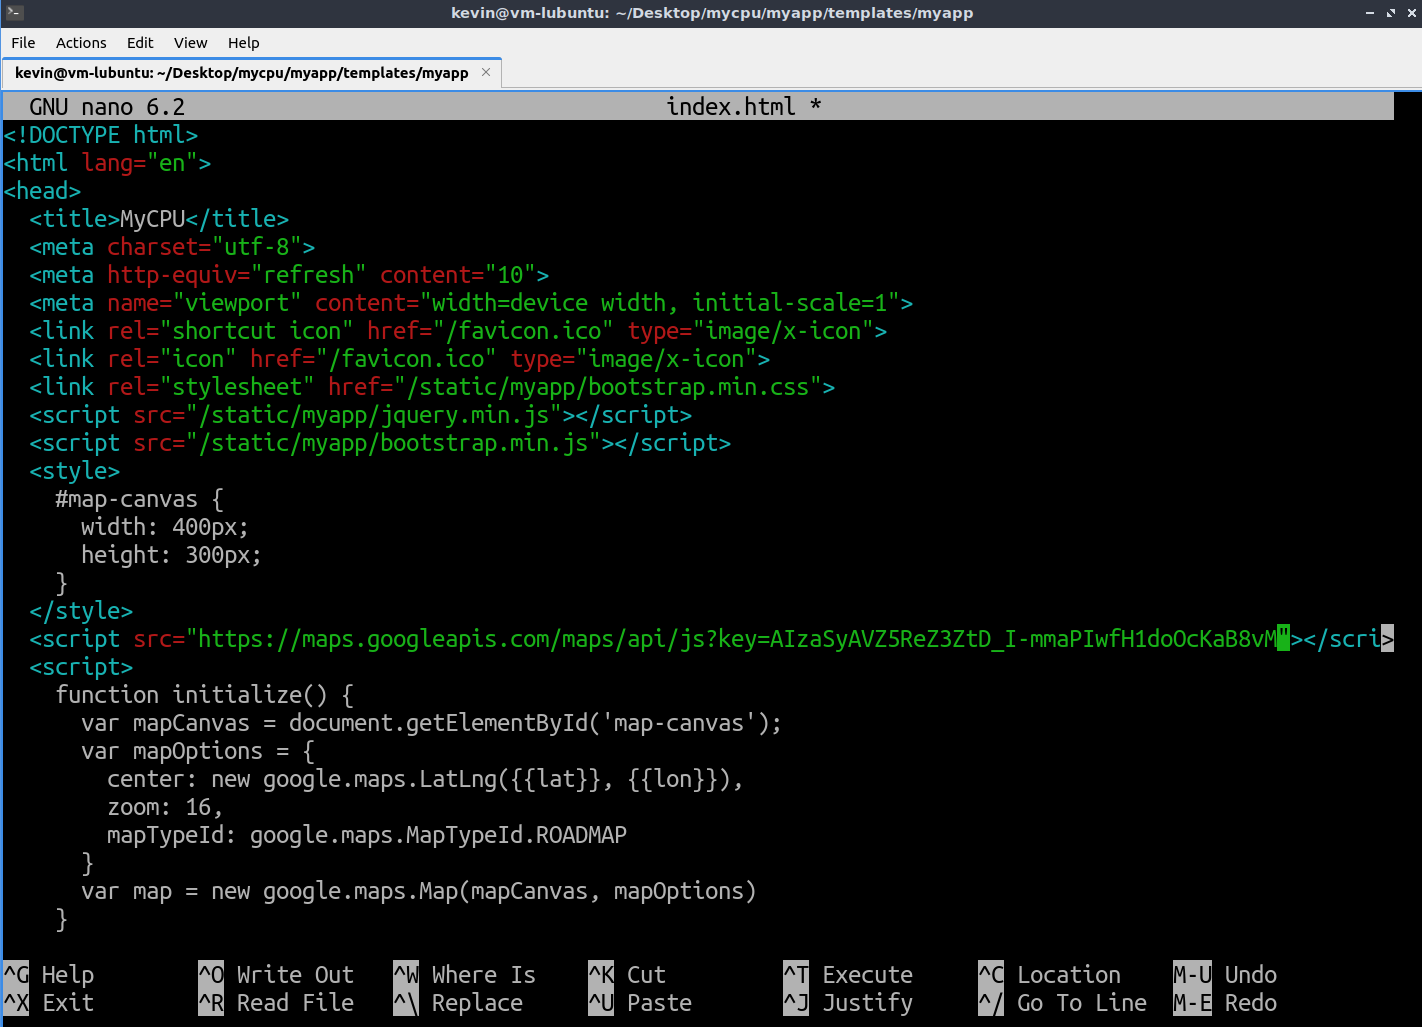 kevin@vm-lubuntu: ~/Desktop/mycpu/myapp/templates/myapp
File Actions Edit View Help
kevin@vm-lubuntu: ~/Desktop/mycpu/myapp/templates/myapp
GNU nano 6.2 index.html *
<!DOCTYPE html>
<html lang="en">
<head>
  <title>MyCPU</title>
  <meta charset="utf-8">
  <meta http-equiv="refresh" content="10">
  <meta name="viewport" content="width=device width, initial-scale=1">
  <link rel="shortcut icon" href="/favicon.ico" type="image/x-icon">
  <link rel="icon" href="/favicon.ico" type="image/x-icon">
  <link rel="stylesheet" href="/static/myapp/bootstrap.min.css">
  <script src="/static/myapp/jquery.min.js"></script>
  <script src="/static/myapp/bootstrap.min.js"></script>
  <style>
    #map-canvas {
      width: 400px;
      height: 300px;
    }
  </style>
  <script src="https://maps.googleapis.com/maps/api/js?key=AIzaSyAVZ5ReZ3ZtD_I-mmaPIwfH1doOcKaB8vM"></scri>
  <script>
    function initialize() {
      var mapCanvas = document.getElementById('map-canvas');
      var mapOptions = {
        center: new google.maps.LatLng({{lat}}, {{lon}}),
        zoom: 16,
        mapTypeId: google.maps.MapTypeId.ROADMAP
      }
      var map = new google.maps.Map(mapCanvas, mapOptions)
    }
^G Help ^O Write Out ^W Where Is ^K Cut ^T Execute ^C Location M-U Undo
^X Exit ^R Read File ^\ Replace ^U Paste ^J Justify ^/ Go To Line M-E Redo